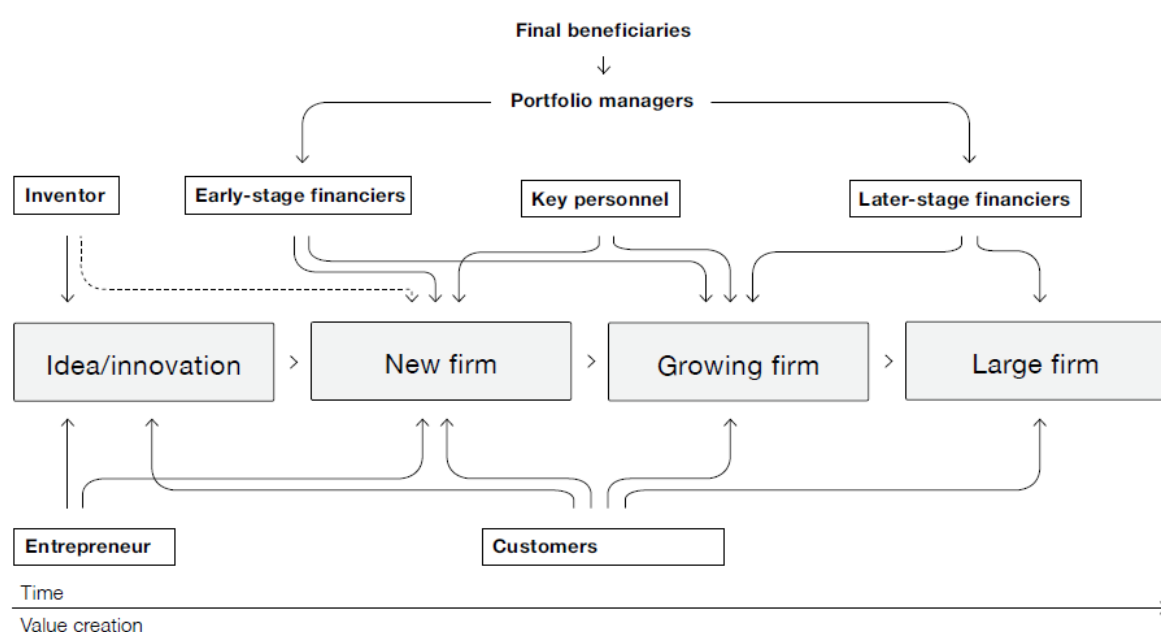 Final beneficiaries
Portfolio managers
Inventor
Early-stage financiers
Key personnel
Later-stage financiers
Idea/innovation
New firm
Growing firm
Large firm
Entrepreneur
Customers
Time
Value creation